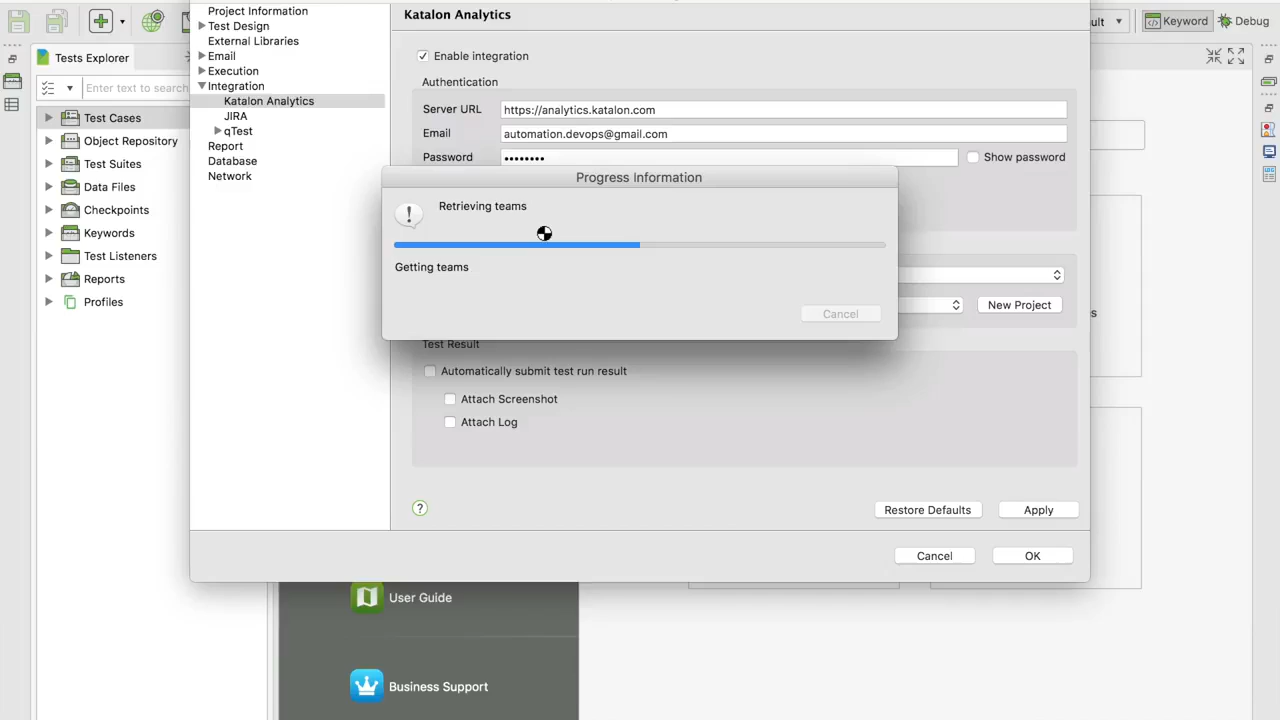 Project Information
Test Design
External Libraries
Email
Execution
Integration
Katalon Analytics
JIRA
qTest
Report
Database
Network
Katalon Analytics
Enable integration
Authentication
Server URL
https://analytics.katalon.com
Email
automation.devops@gmail.com
Password
••••••••
Show password
Progress Information
Retrieving teams
Getting teams
Cancel
New Project
Test Result
Automatically submit test run result
Attach Screenshot
Attach Log
?
Restore Defaults
Apply
Cancel
OK
Tests Explorer
Enter text to search
Test Cases
Object Repository
Test Suites
Data Files
Checkpoints
Keywords
Test Listeners
Reports
Profiles
Keyword
Debug
User Guide
Business Support